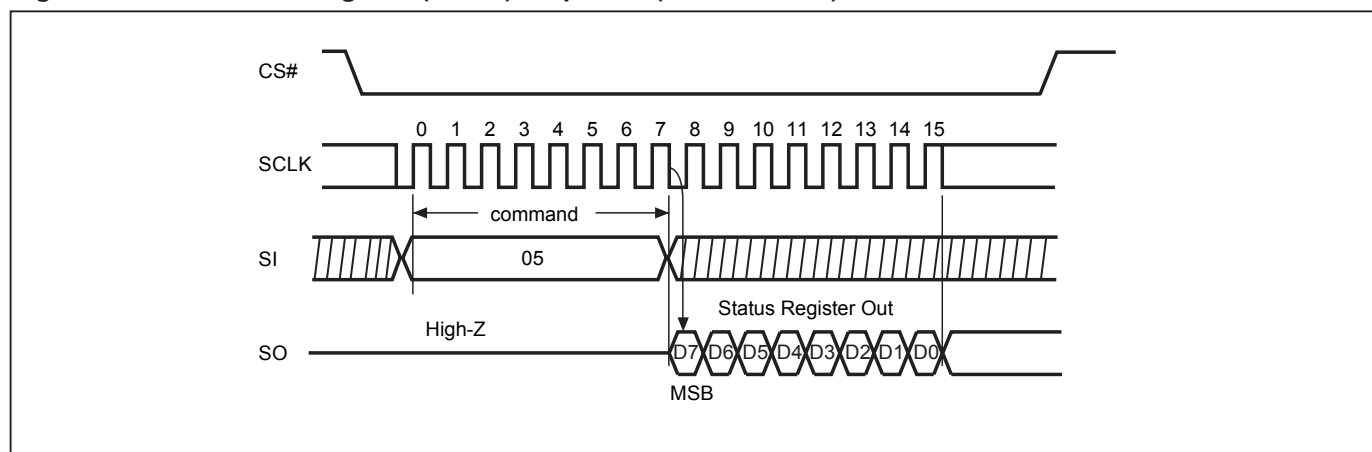 CS#
0 1 2 3 4 5 6 7 8 9 10 11 12 13 14 15
SCLK
command
SI
05
Status Register Out
High-Z
SO
D7 D6 D5 D4 D3 D2 D1 D0
MSB